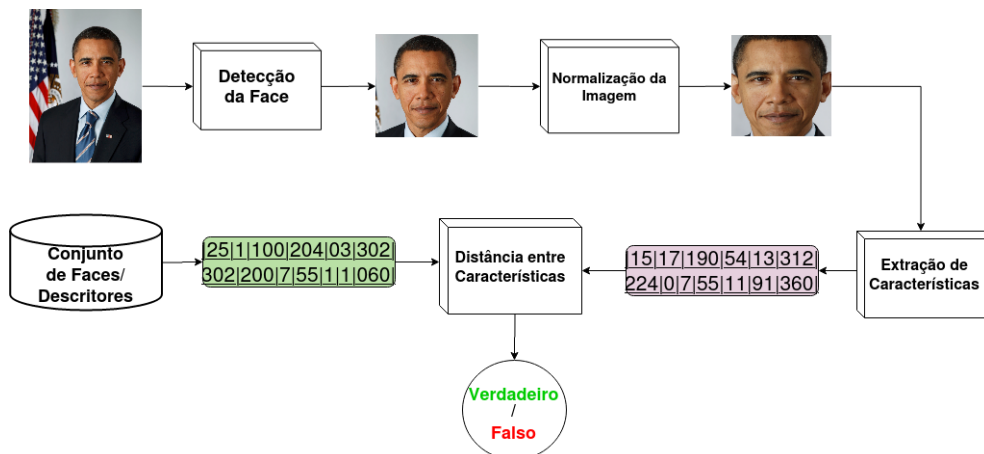 Detecção
da Face
Normalização da
Imagem
Conjunto
de Faces/
Descritores
|25|1|100|204|03|302|
302|200|7|55|1|1|060|
Distância entre
Características
|15|17|190|54|13|312|
224|0|7|55|11|91|360|
Extração de
Características
Verdadeiro
/
Falso